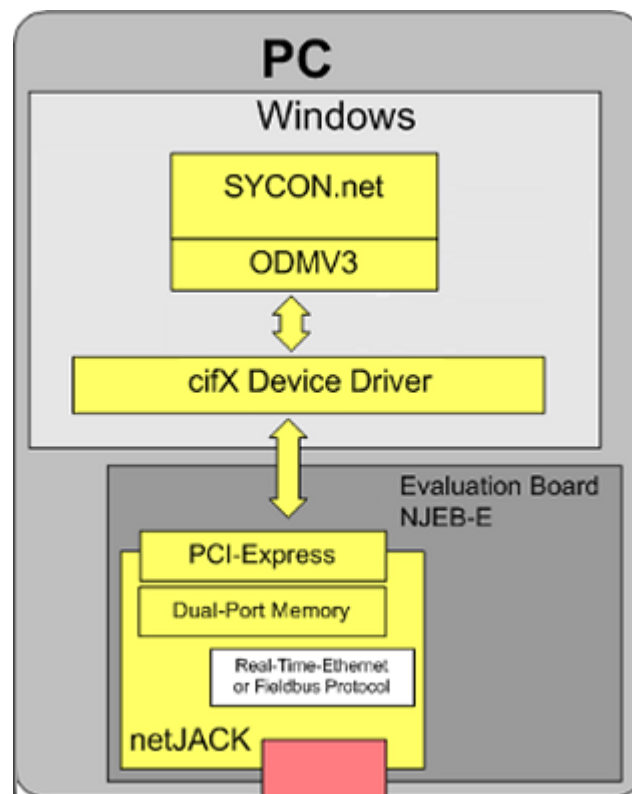 PC
Windows
SYCON.net
ODMV3
cifX Device Driver
Evaluation Board
NJEB-E
PCI-Express
Dual-Port Memory
Real-Time-Ethernet
or Fieldbus Protocol
netJACK